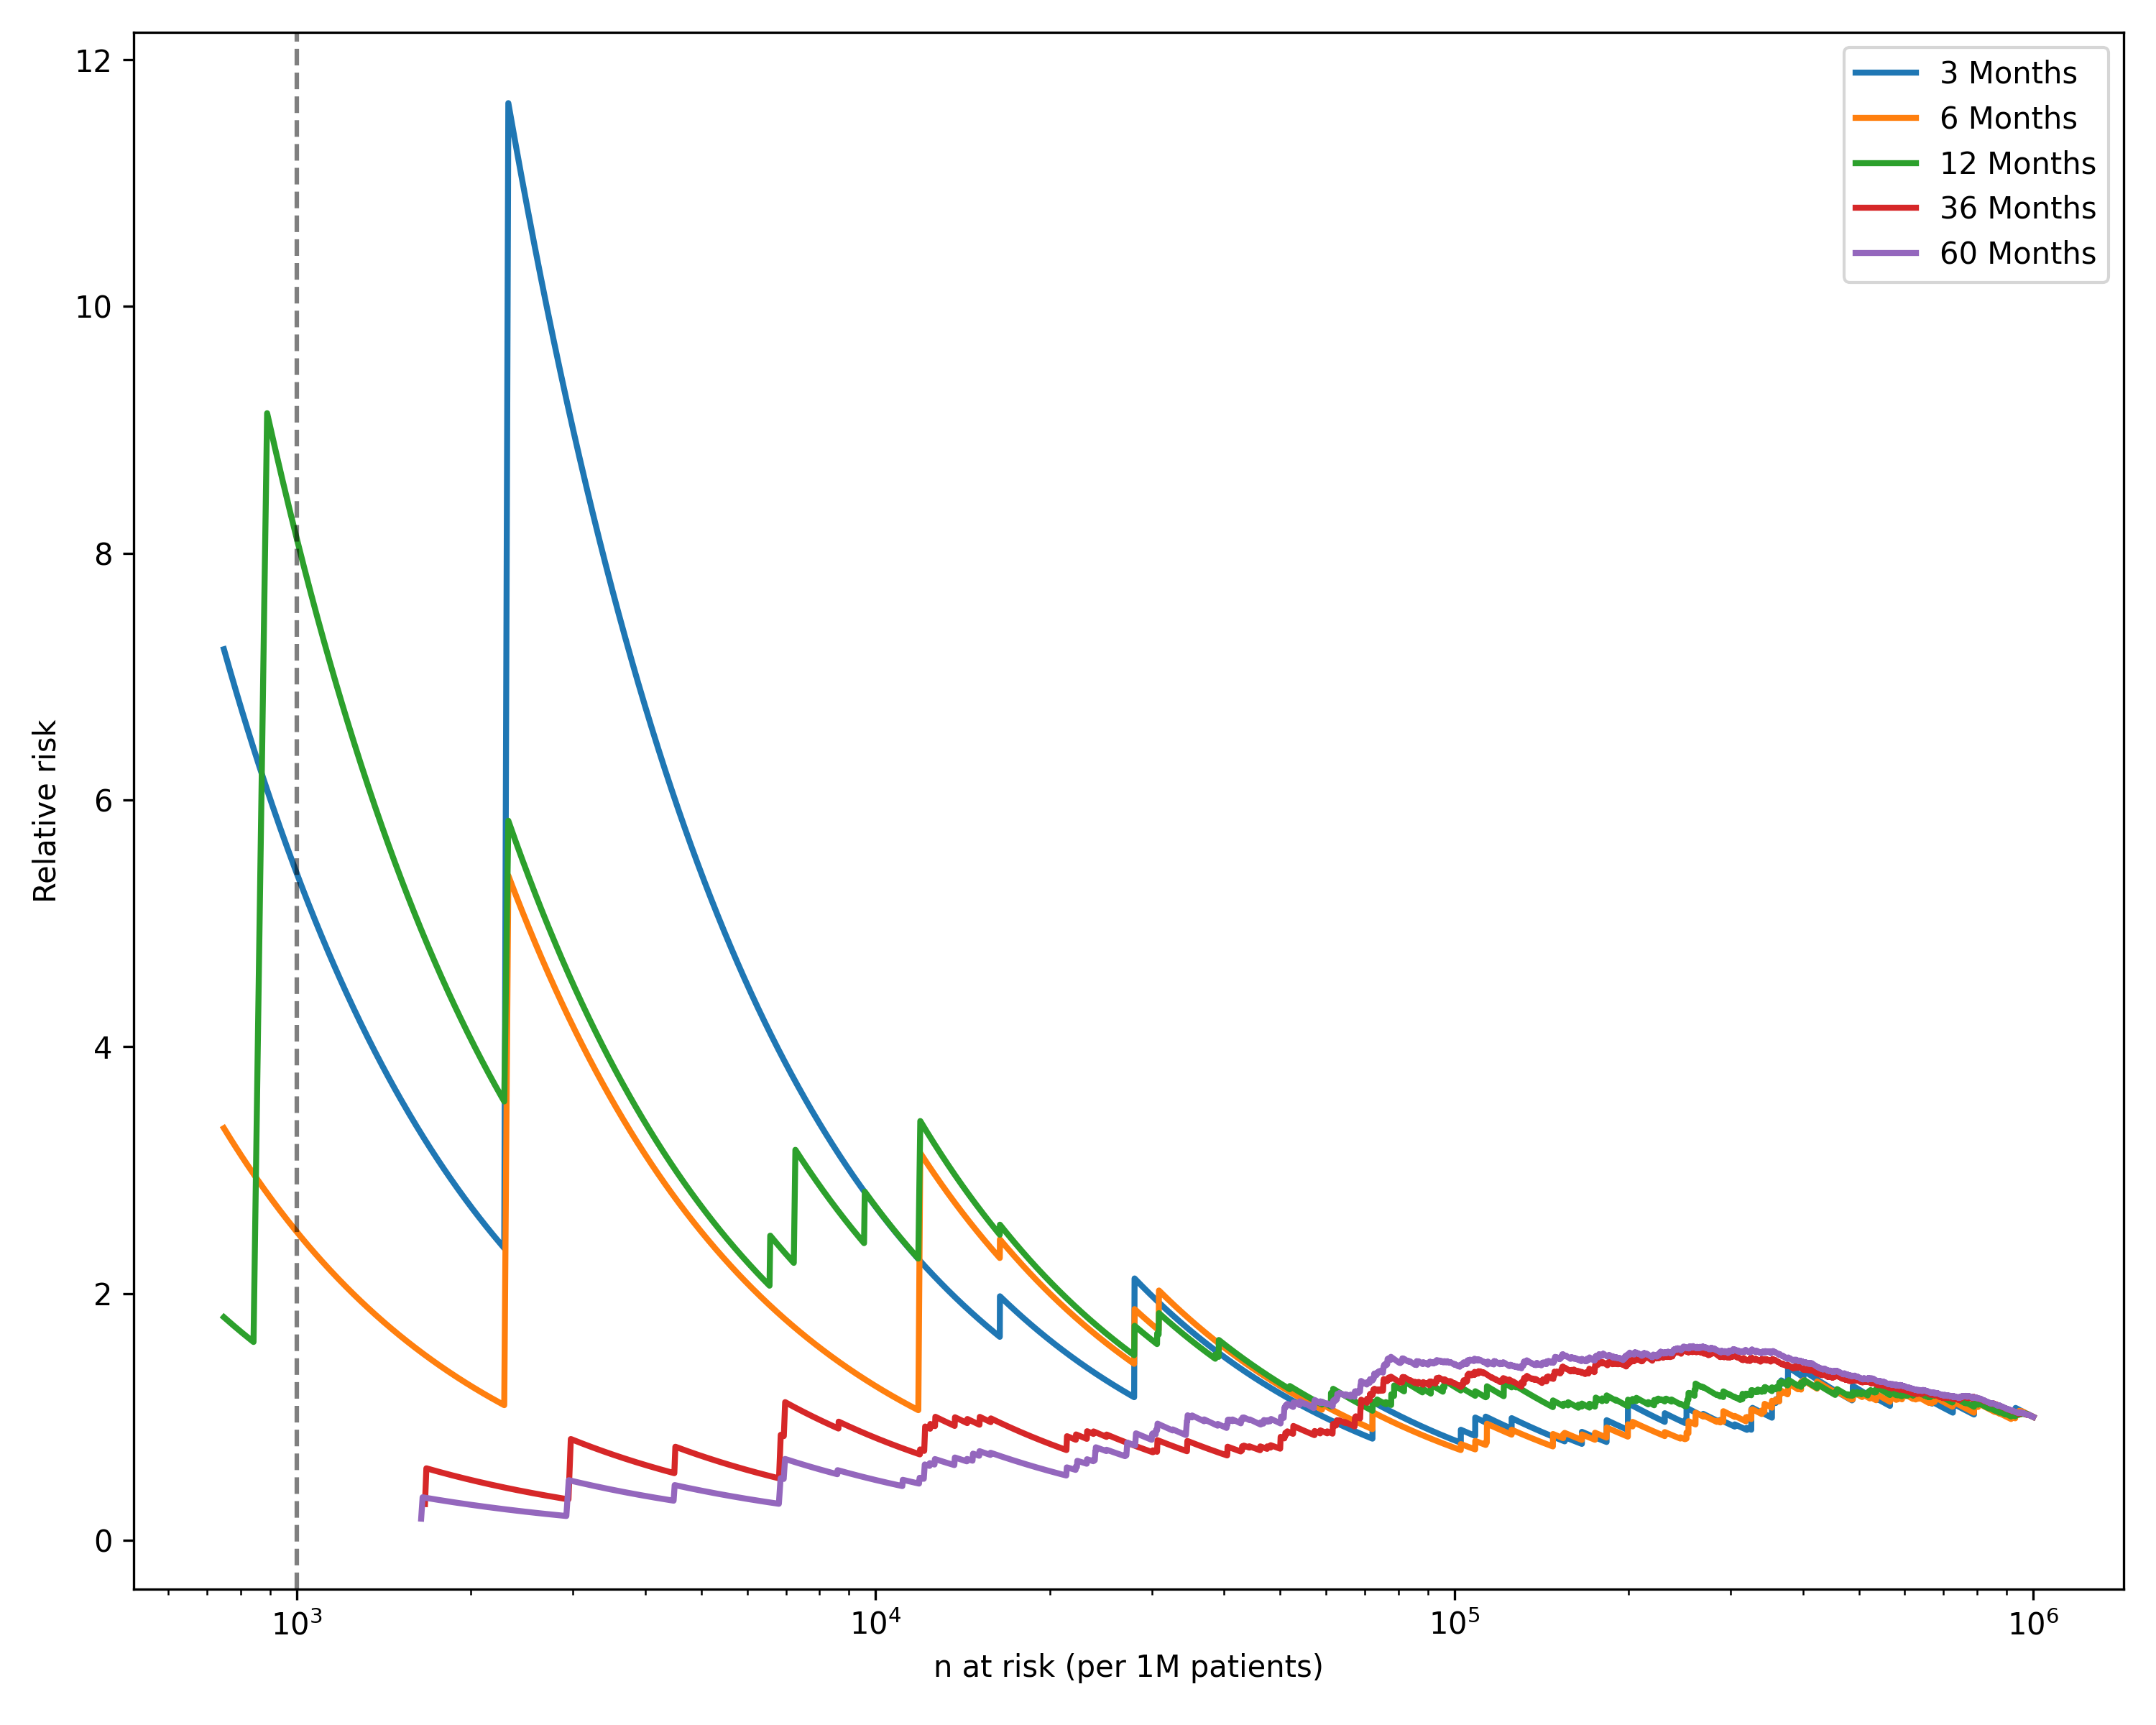 12
10
8
6
4
2
0
Relative risk
3 Months
6 Months
12 Months
36 Months
60 Months
10³
10⁴
10⁵
10⁶
n at risk (per 1M patients)